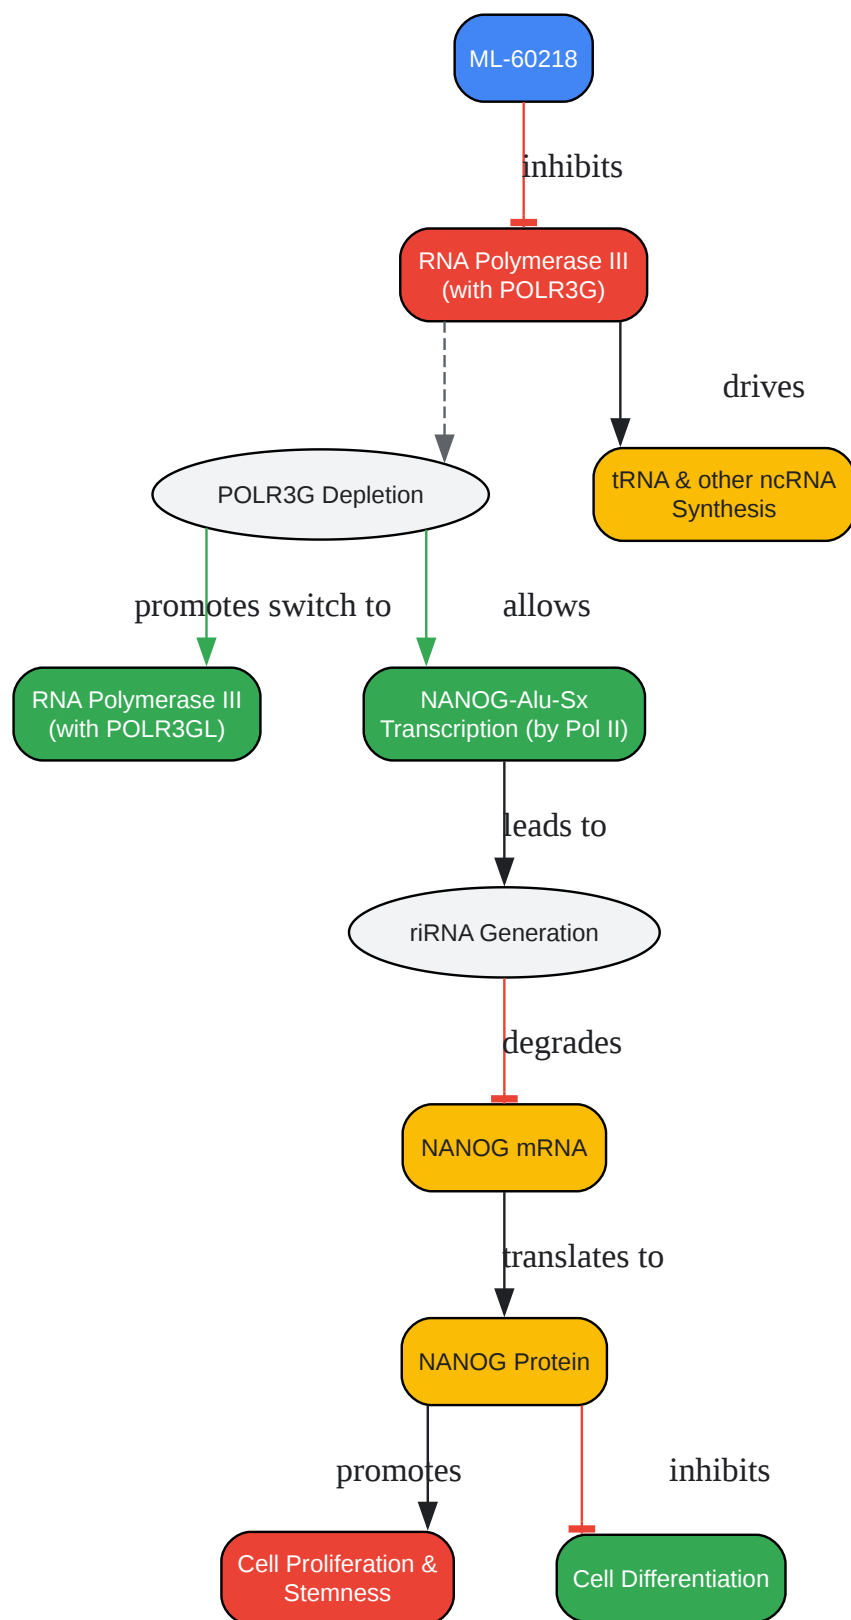 ML-60218
inhibits
RNA Polymerase III
(with POLR3G)
drives
tRNA & other ncRNA
Synthesis
POLR3G Depletion
promotes switch to
allows
RNA Polymerase III
(with POLR3GL)
NANOG-Alu-Sx
Transcription (by Pol II)
leads to
riRNA Generation
degrades
NANOG mRNA
translates to
NANOG Protein
promotes
inhibits
Cell Proliferation &
Stemness
Cell Differentiation